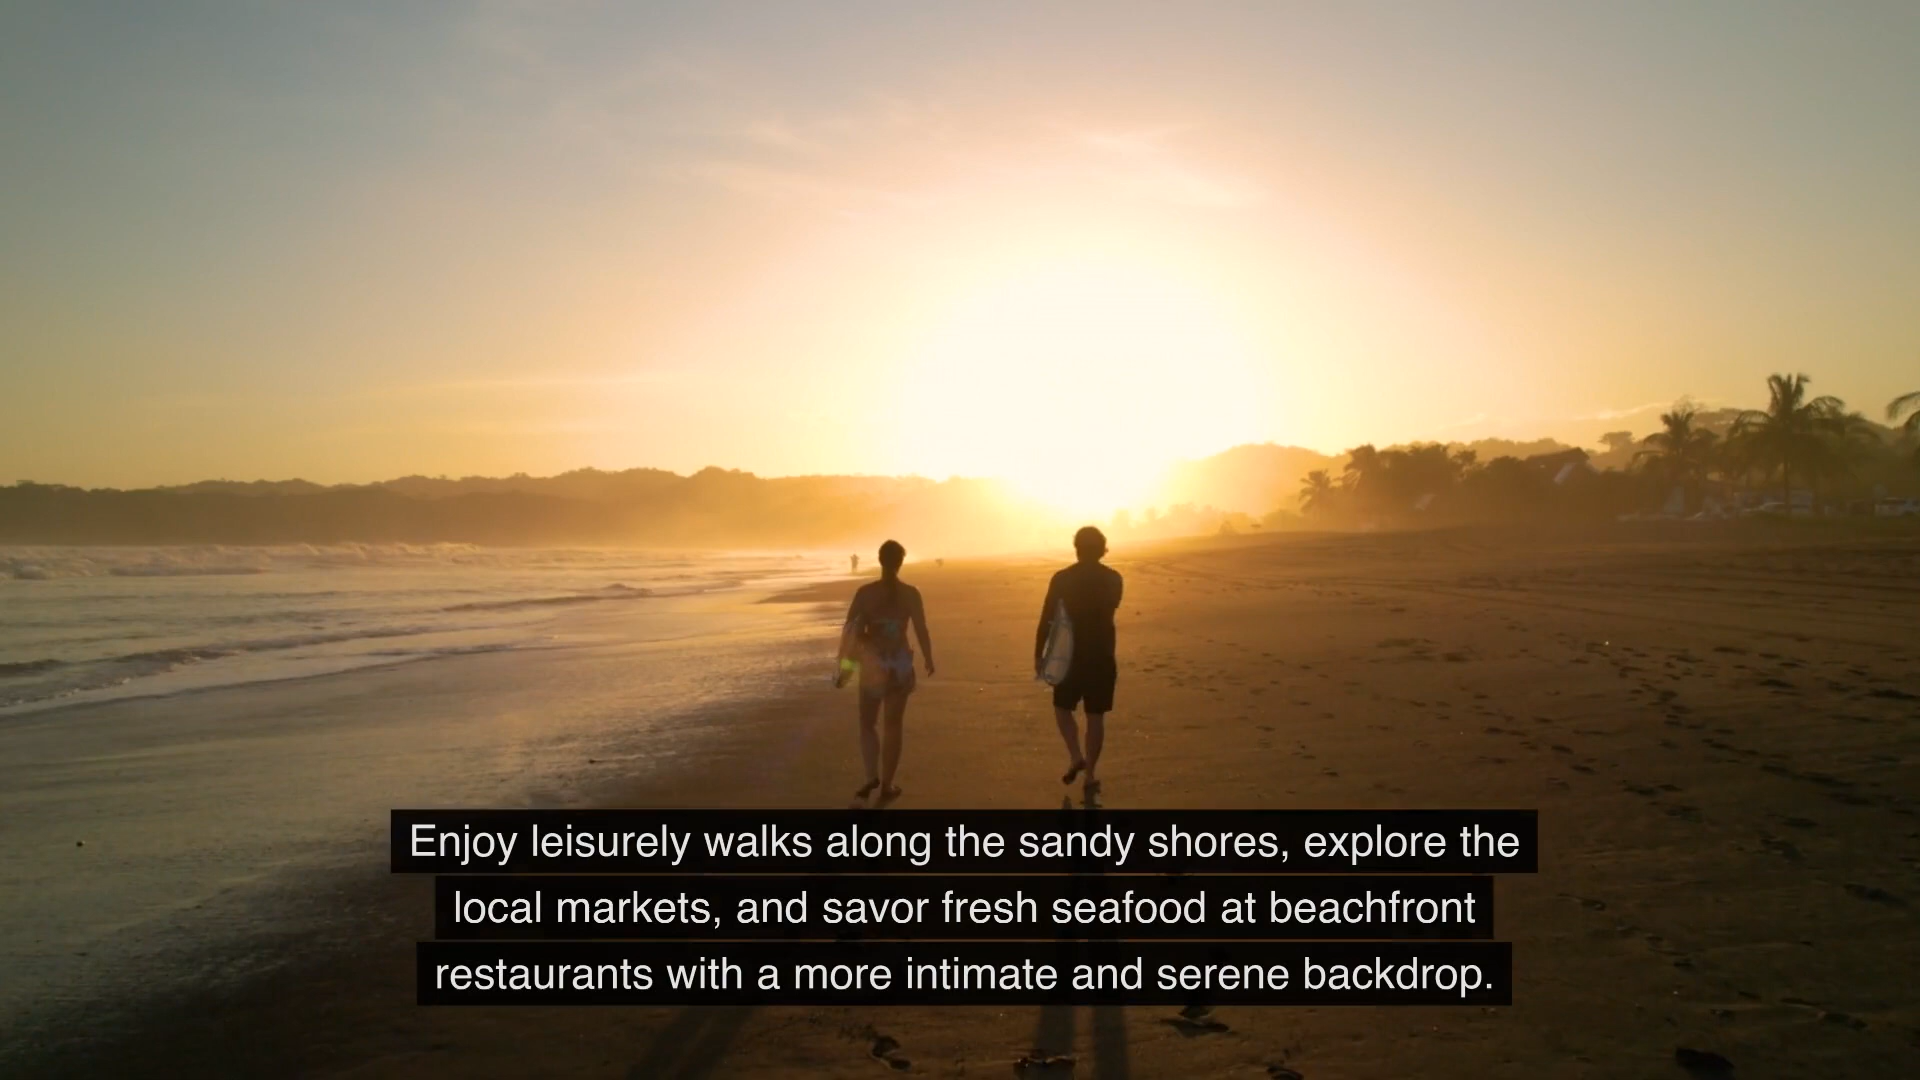 Enjoy leisurely walks along the sandy shores, explore the
local markets, and savor fresh seafood at beachfront
restaurants with a more intimate and serene backdrop.